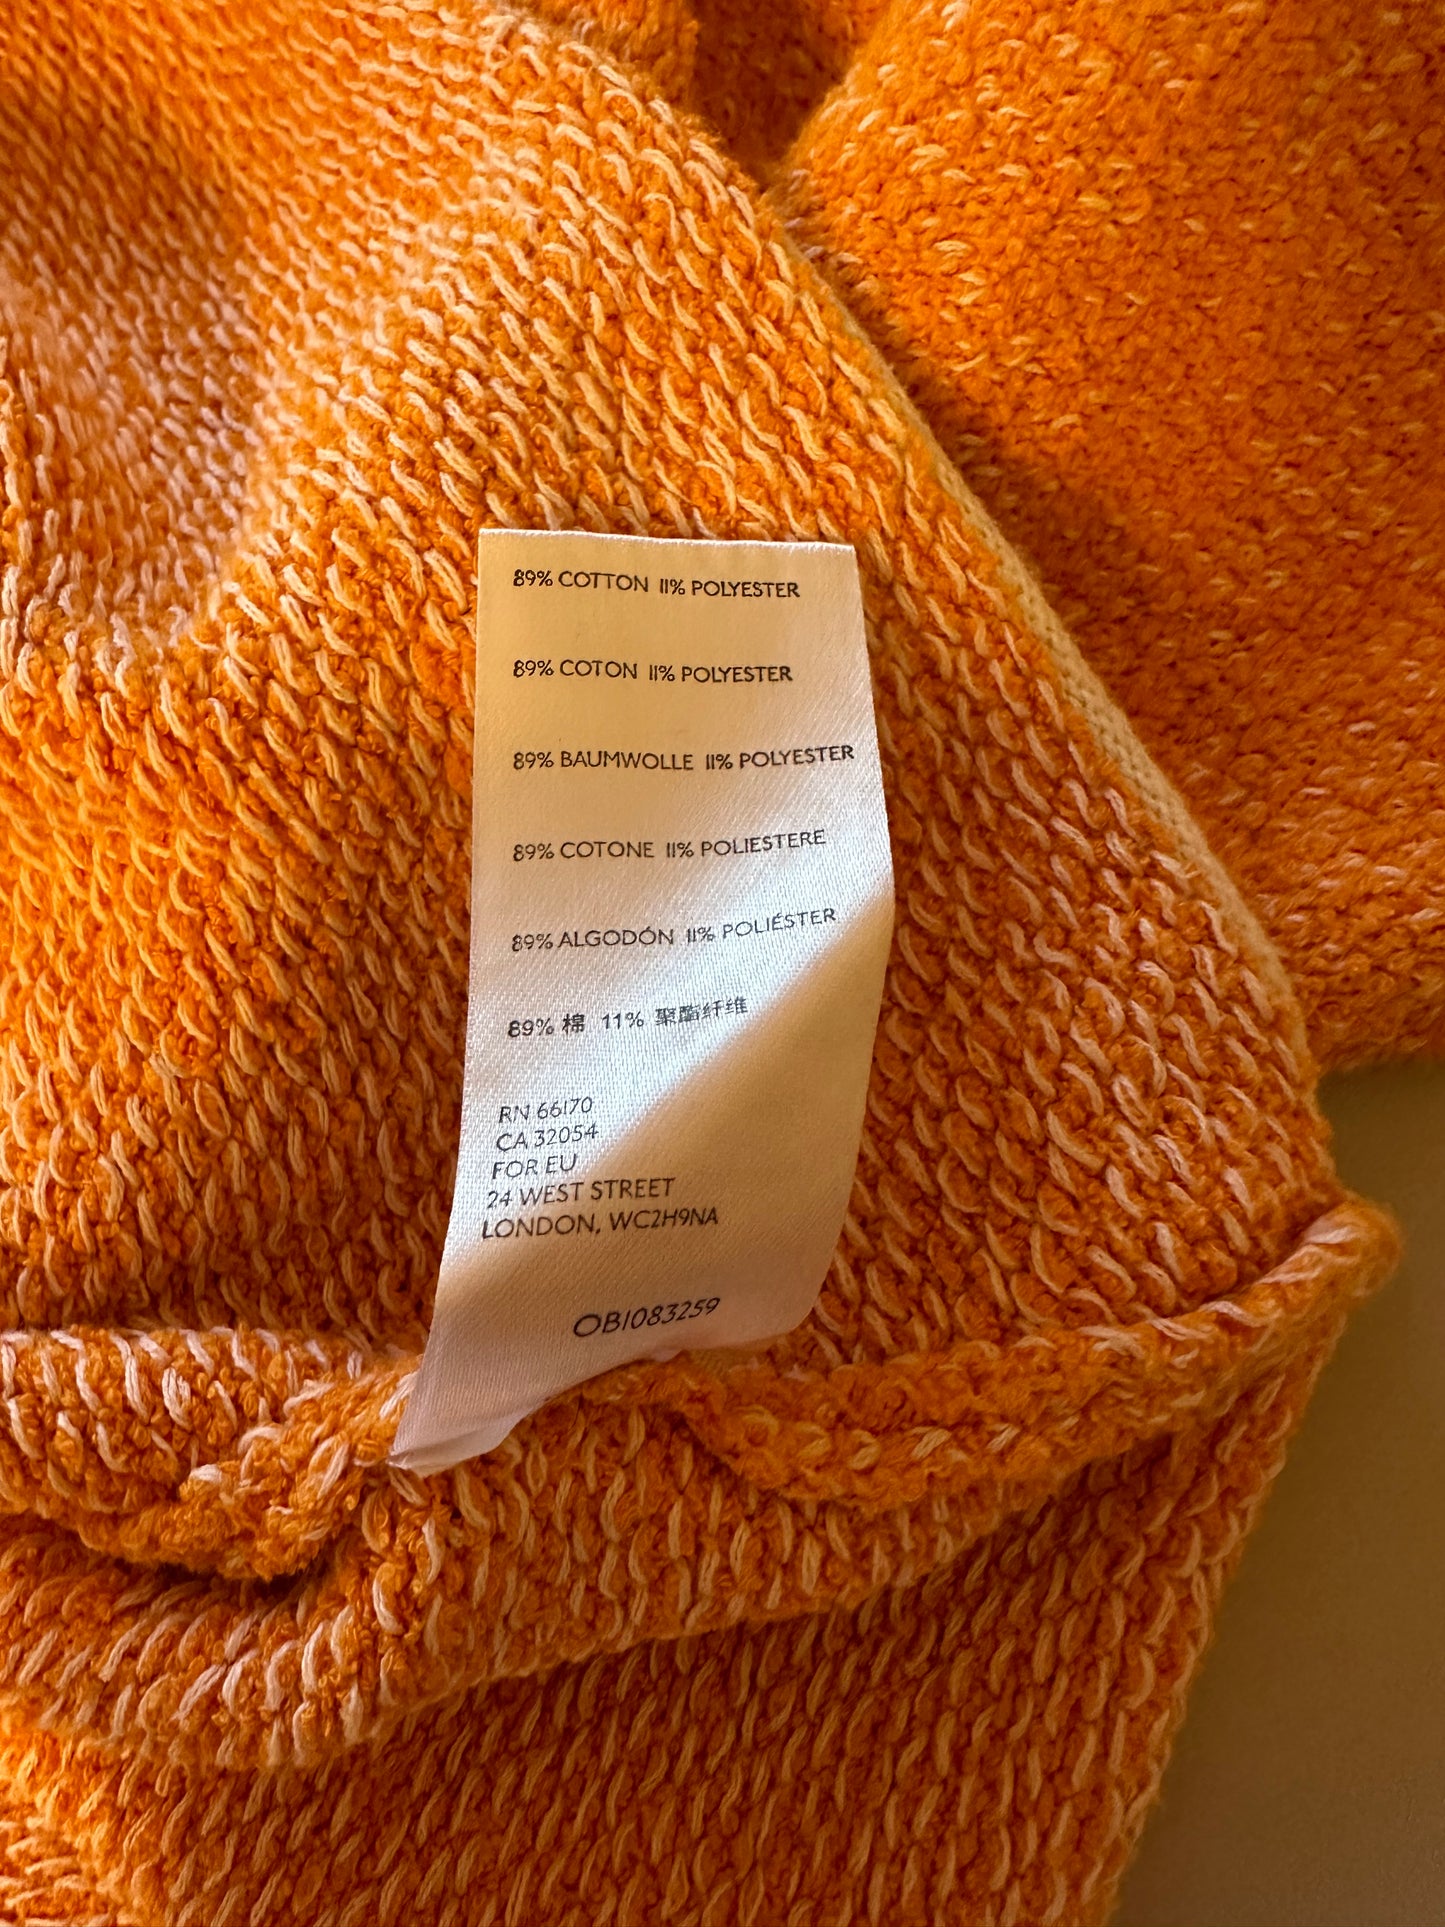 89% COTTON 11% POLYESTER
89% COTON 11% POLYESTER
89% BAUMWOLLE 11% POLYESTER
89% COTONE 11% POLIESTERE
89% ALGODÓN 11% POLIÉSTER
89% 棉 11% 聚酯纤维
RN 66170
CA 32054
FOR EU
24 WEST STREET
LONDON, WC2H9NA
OB1083259